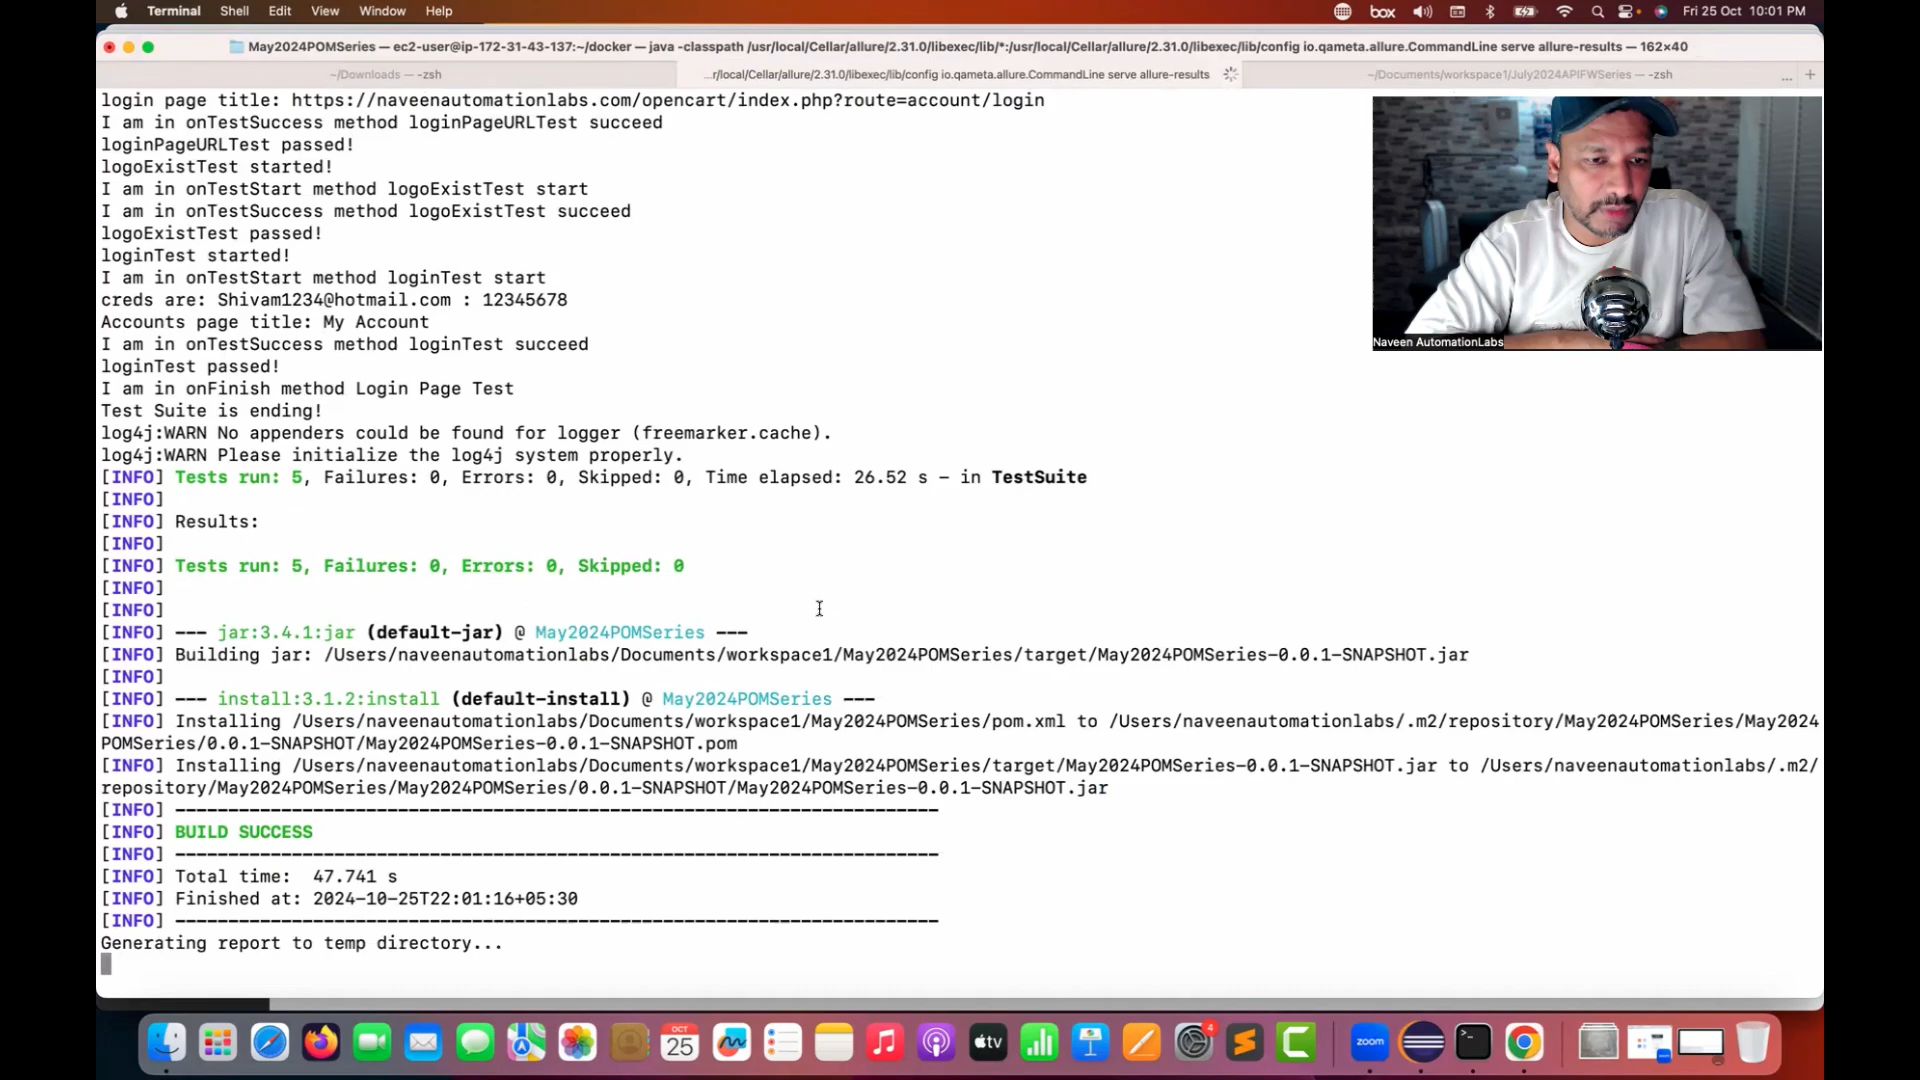 Terminal Shell Edit View Window Help box Fri 25 Oct 10:01 PM
May2024POMSeries — ec2-user@ip-172-31-43-137:~/docker — java -classpath /usr/local/Cellar/allure/2.31.0/libexec/lib/*:/usr/local/Cellar/allure/2.31.0/libexec/lib/config io.qameta.allure.CommandLine serve allure-results — 162×40
~/Downloads — -zsh ...r/local/Cellar/allure/2.31.0/libexec/lib/config io.qameta.allure.CommandLine serve allure-results ~/Documents/workspace1/July2024APIFWSeries — -zsh ... +
login page title: https://naveenautomationlabs.com/opencart/index.php?route=account/login
I am in onTestSuccess method loginPageURLTest succeed
loginPageURLTest passed!
logoExistTest started!
I am in onTestStart method logoExistTest start
I am in onTestSuccess method logoExistTest succeed
logoExistTest passed!
loginTest started!
I am in onTestStart method loginTest start
creds are: Shivam1234@hotmail.com : 12345678
Accounts page title: My Account
I am in onTestSuccess method loginTest succeed
loginTest passed!
I am in onFinish method Login Page Test
Test Suite is ending!
log4j:WARN No appenders could be found for logger (freemarker.cache).
log4j:WARN Please initialize the log4j system properly.
[INFO] Tests run: 5, Failures: 0, Errors: 0, Skipped: 0, Time elapsed: 26.52 s - in TestSuite
[INFO]
[INFO] Results:
[INFO]
[INFO] Tests run: 5, Failures: 0, Errors: 0, Skipped: 0
[INFO]
[INFO]
[INFO] --- jar:3.4.1:jar (default-jar) @ May2024POMSeries ---
[INFO] Building jar: /Users/naveenautomationlabs/Documents/workspace1/May2024POMSeries/target/May2024POMSeries-0.0.1-SNAPSHOT.jar
[INFO]
[INFO] --- install:3.1.2:install (default-install) @ May2024POMSeries ---
[INFO] Installing /Users/naveenautomationlabs/Documents/workspace1/May2024POMSeries/pom.xml to /Users/naveenautomationlabs/.m2/repository/May2024POMSeries/May2024
POMSeries/0.0.1-SNAPSHOT/May2024POMSeries-0.0.1-SNAPSHOT.pom
[INFO] Installing /Users/naveenautomationlabs/Documents/workspace1/May2024POMSeries/target/May2024POMSeries-0.0.1-SNAPSHOT.jar to /Users/naveenautomationlabs/.m2/
repository/May2024POMSeries/May2024POMSeries/0.0.1-SNAPSHOT/May2024POMSeries-0.0.1-SNAPSHOT.jar
[INFO] ------------------------------------------------------------------------
[INFO] BUILD SUCCESS
[INFO] ------------------------------------------------------------------------
[INFO] Total time:  47.741 s
[INFO] Finished at: 2024-10-25T22:01:16+05:30
[INFO] ------------------------------------------------------------------------
Generating report to temp directory...
Naveen AutomationLabs
OCT
25
tv
4
zoom